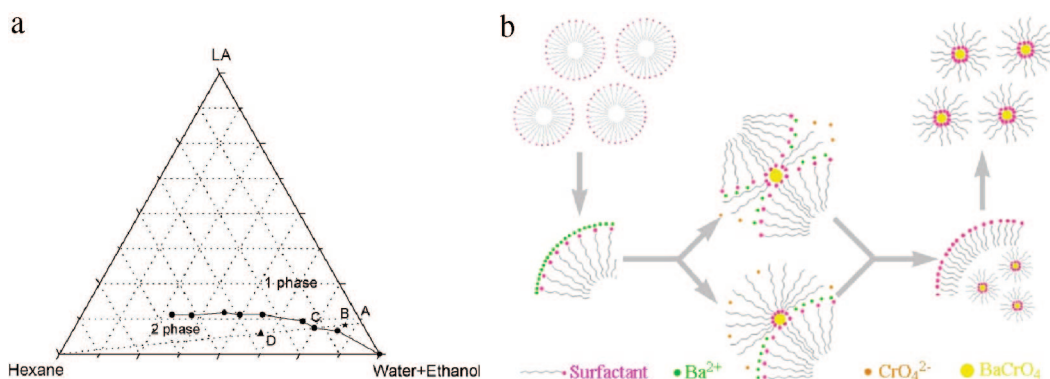 a
b
LA
1 phase
A
B
C
2 phase
D
Hexane
Water+Ethanol
Surfactant
Ba²⁺
CrO₄²⁻
BaCrO₄